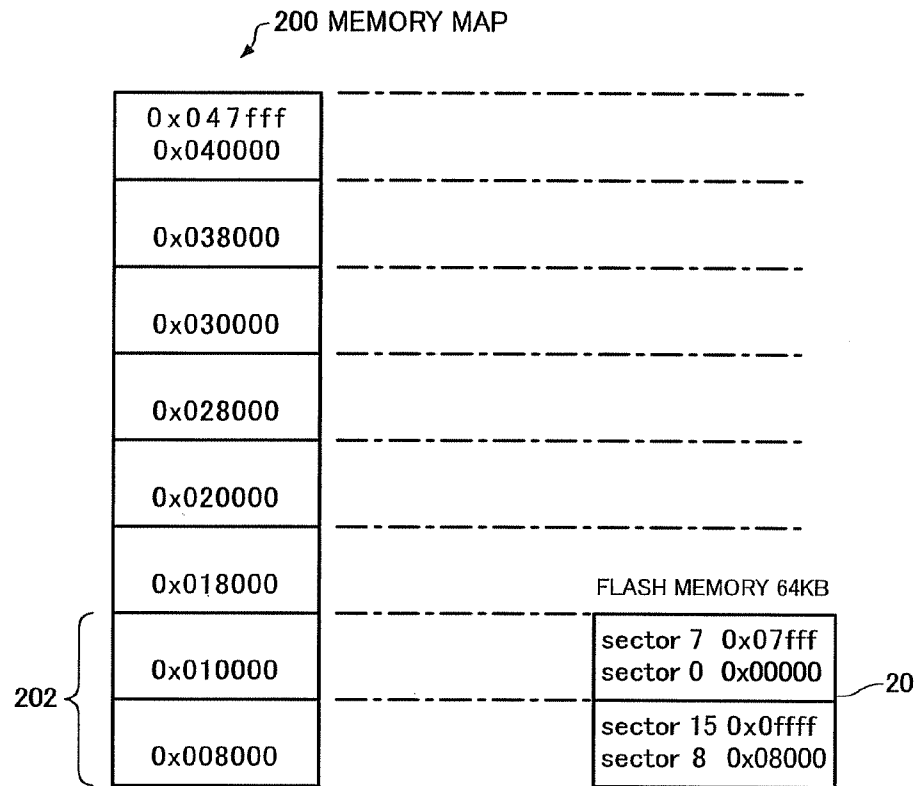 200 MEMORY MAP
0x047fff
0x040000
0x038000
0x030000
0x028000
0x020000
0x018000
0x010000
0x008000
202
FLASH MEMORY 64KB
sector 7 0x07fff
sector 0 0x00000
sector 15 0x0ffff
sector 8 0x08000
20